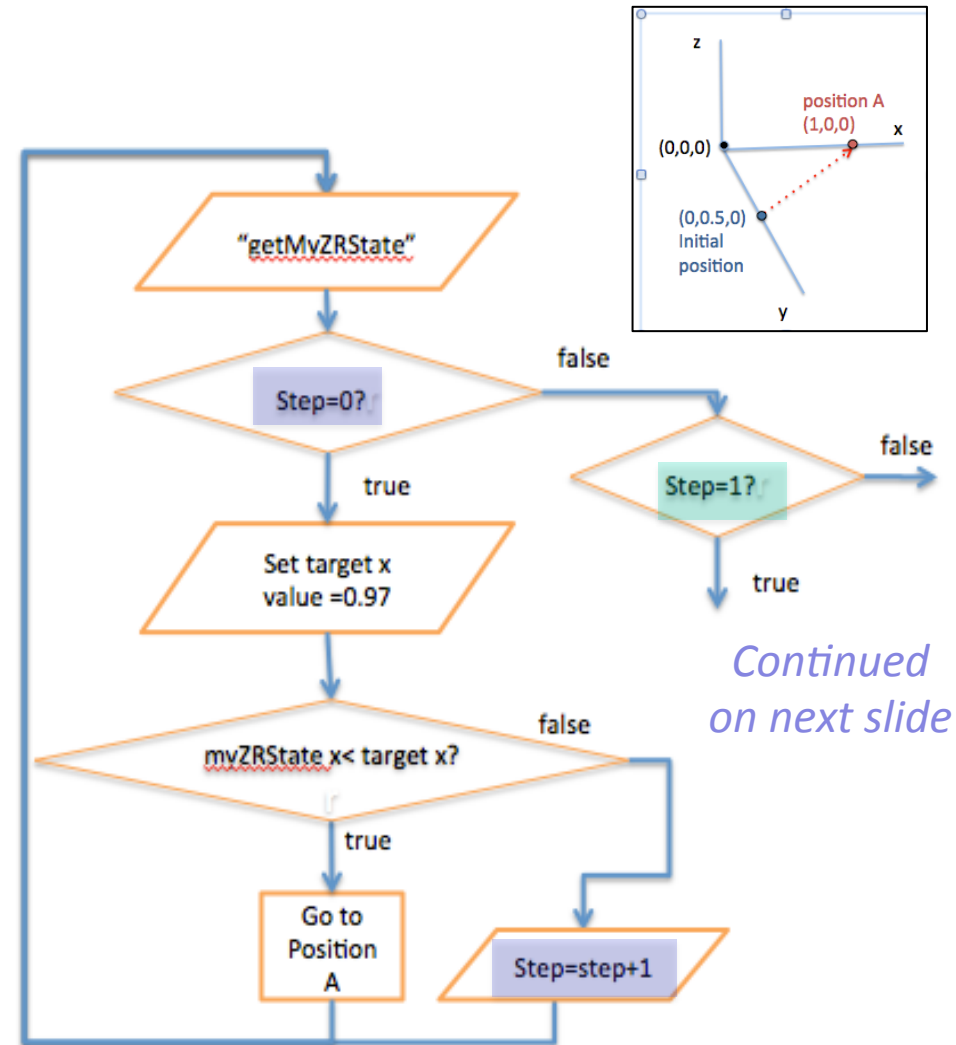 z
position A
(1,0,0)
x
(0,0,0)
(0,0.5,0)
Initial
position
y
"getMyZRState"
Step=0?
false
Step=1?
false
true
true
Set target x
value =0.97
Continued
on next slide
myZRState x< target x?
false
true
Go to
Position
A
Step=step+1